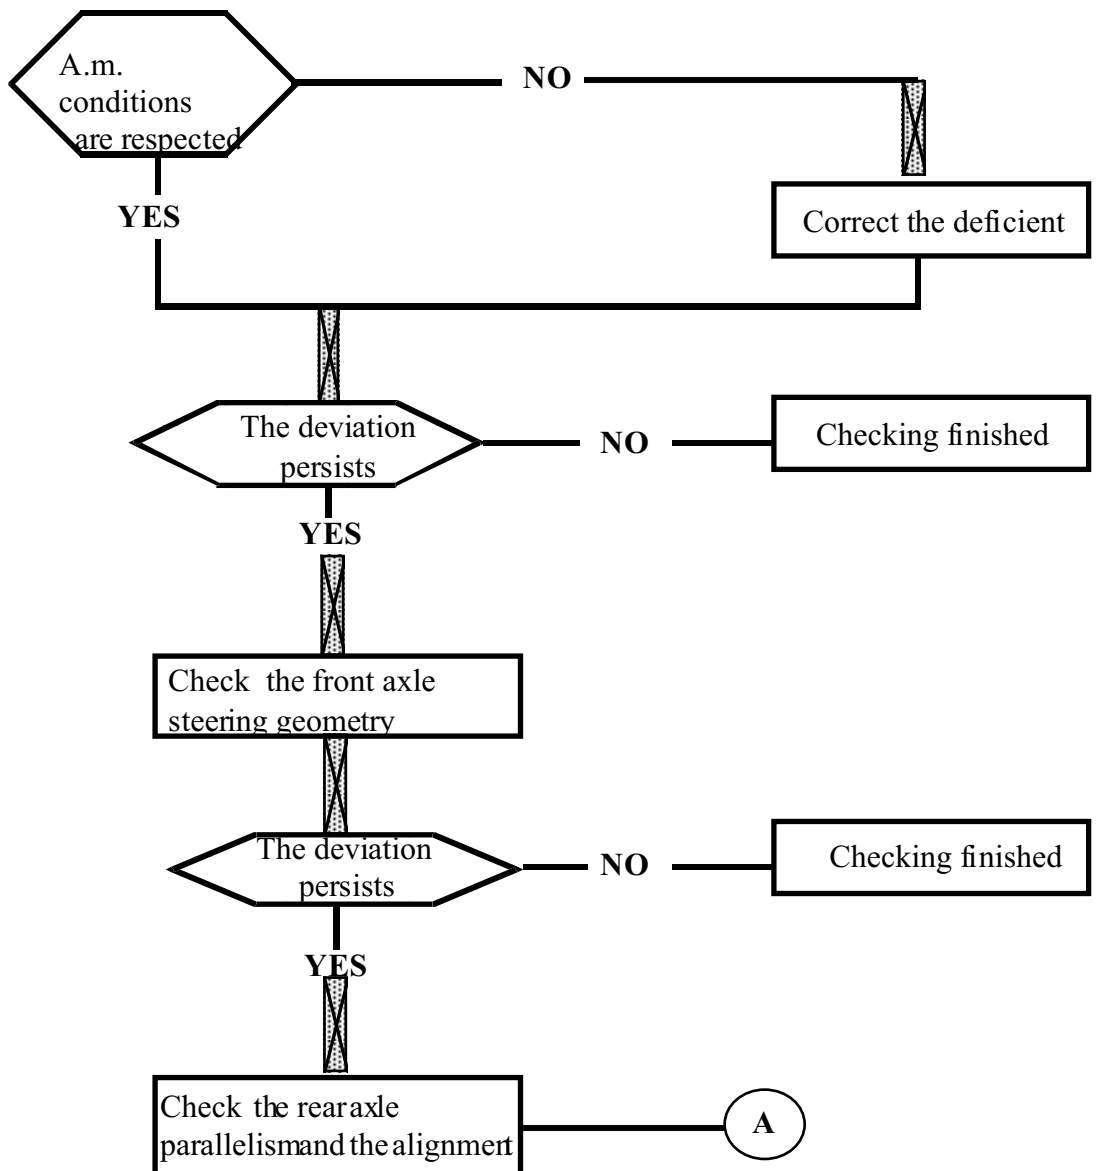 A.m.
conditions
are respected
NO
YES
Correct the deficient
The deviation
persists
NO
Checking finished
YES
Check the front axle
steering geometry
The deviation
persists
NO
Checking finished
YES
Check the rear axle
parallelism and the alignment
A